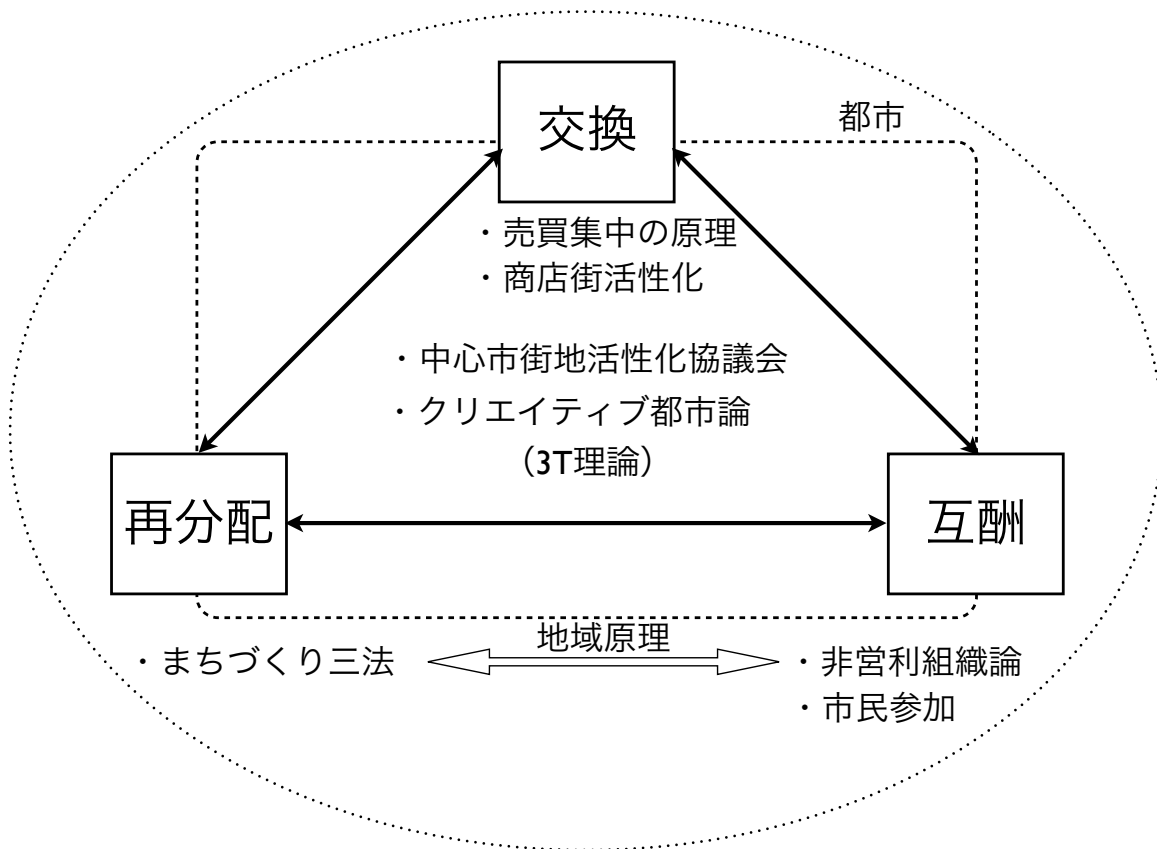 交換
都市
・売買集中の原理
・商店街活性化
・中心市街地活性化協議会
・クリエイティブ都市論
（3T理論）
再分配
互酬
地域原理
・まちづくり三法
・非営利組織論
・市民参加